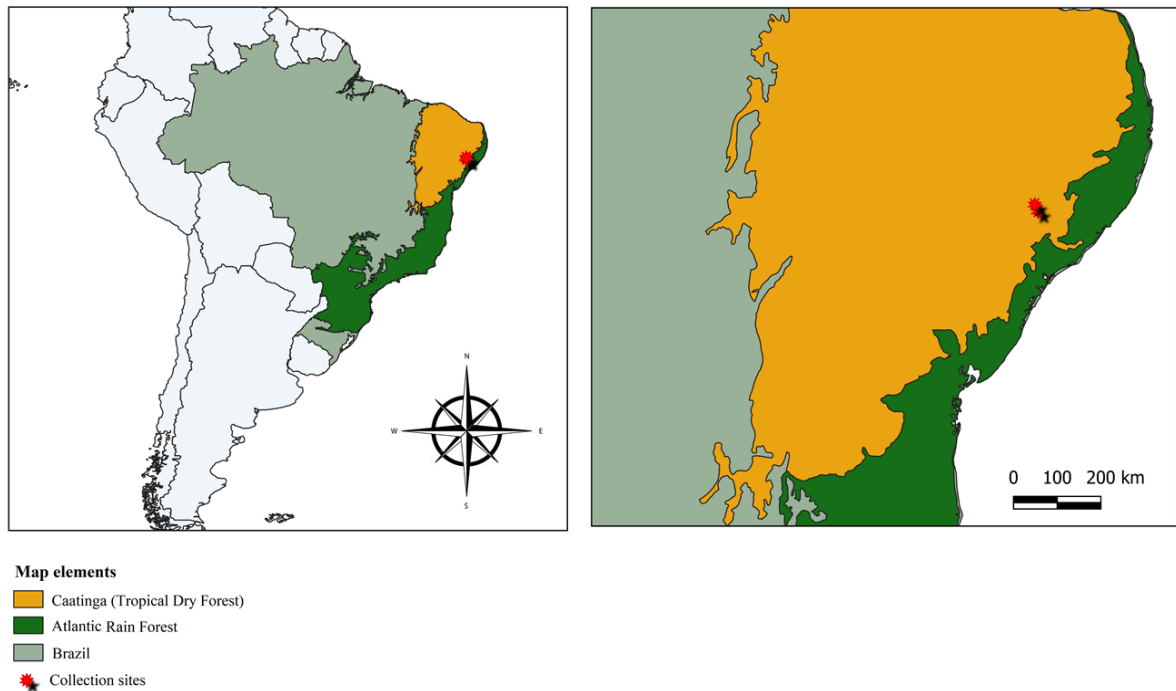 N
W
E
S
0 100 200 km
Map elements
Caatinga (Tropical Dry Forest)
Atlantic Rain Forest
Brazil
Collection sites